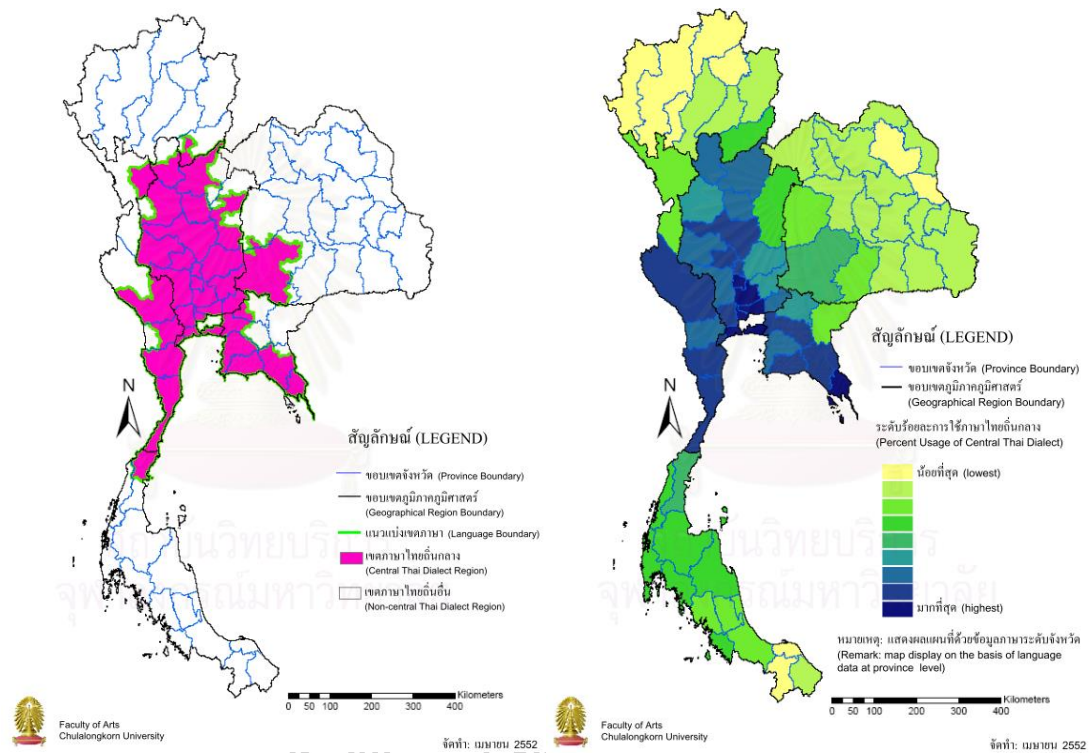 N
สัญลักษณ์ (LEGEND)
ขอบเขตจังหวัด (Province Boundary)
ขอบเขตภูมิภาคภูมิศาสตร์
(Geographical Region Boundary)
แนวแบ่งเขตภาษา (Language Boundary)
เขตภาษาไทยถิ่นกลาง
(Central Thai Dialect Region)
เขตภาษาไทยถิ่นอื่น
(Non-central Thai Dialect Region)
Kilometers
0 50 100 200 300 400
Faculty of Arts
Chulalongkorn University
จัดทำ: เมษายน 2552
N
สัญลักษณ์ (LEGEND)
ขอบเขตจังหวัด (Province Boundary)
ขอบเขตภูมิภาคภูมิศาสตร์
(Geographical Region Boundary)
ระดับร้อยละการใช้ภาษาไทยถิ่นกลาง
(Percent Usage of Central Thai Dialect)
น้อยที่สุด (lowest)
มากที่สุด (highest)
หมายเหตุ: แสดงผลแผนที่ด้วยข้อมูลภาษาระดับจังหวัด
(Remark: map display on the basis of language
data at province level)
Kilometers
0 50 100 200 300 400
Faculty of Arts
Chulalongkorn University
จัดทำ: เมษายน 2552